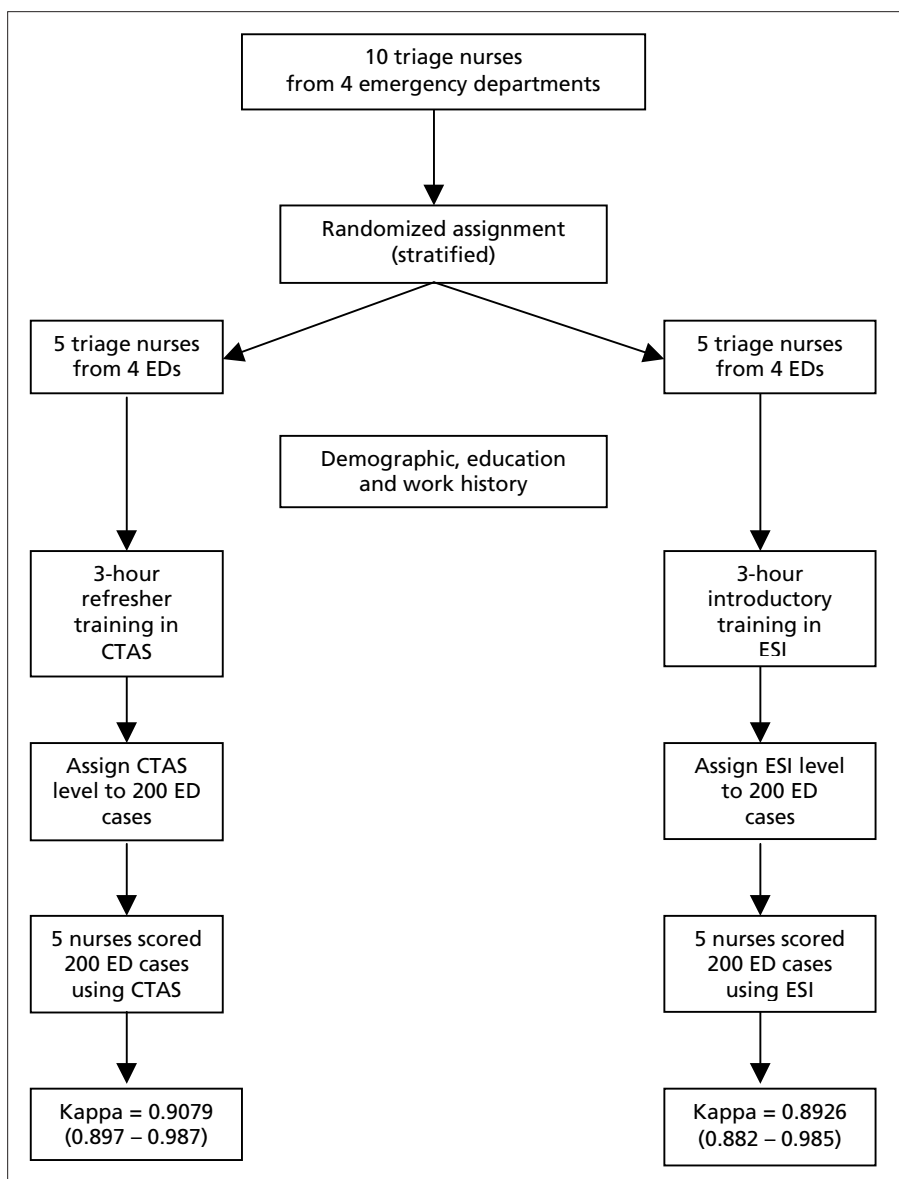 10 triage nurses
from 4 emergency departments
Randomized assignment
(stratified)
5 triage nurses
from 4 EDs
5 triage nurses
from 4 EDs
Demographic, education
and work history
3-hour
refresher
training in
CTAS
3-hour
introductory
training in
ESI
Assign CTAS
level to 200 ED
cases
Assign ESI level
to 200 ED
cases
5 nurses scored
200 ED cases
using CTAS
5 nurses scored
200 ED cases
using ESI
Kappa = 0.9079
(0.897 – 0.987)
Kappa = 0.8926
(0.882 – 0.985)